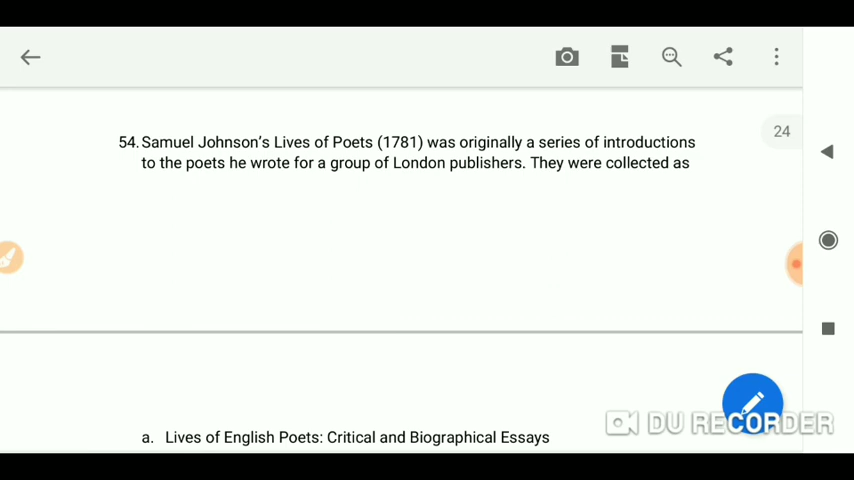 24
54. Samuel Johnson's Lives of Poets (1781) was originally a series of introductions
to the poets he wrote for a group of London publishers. They were collected as
a. Lives of English Poets: Critical and Biographical Essays
DU RECORDER